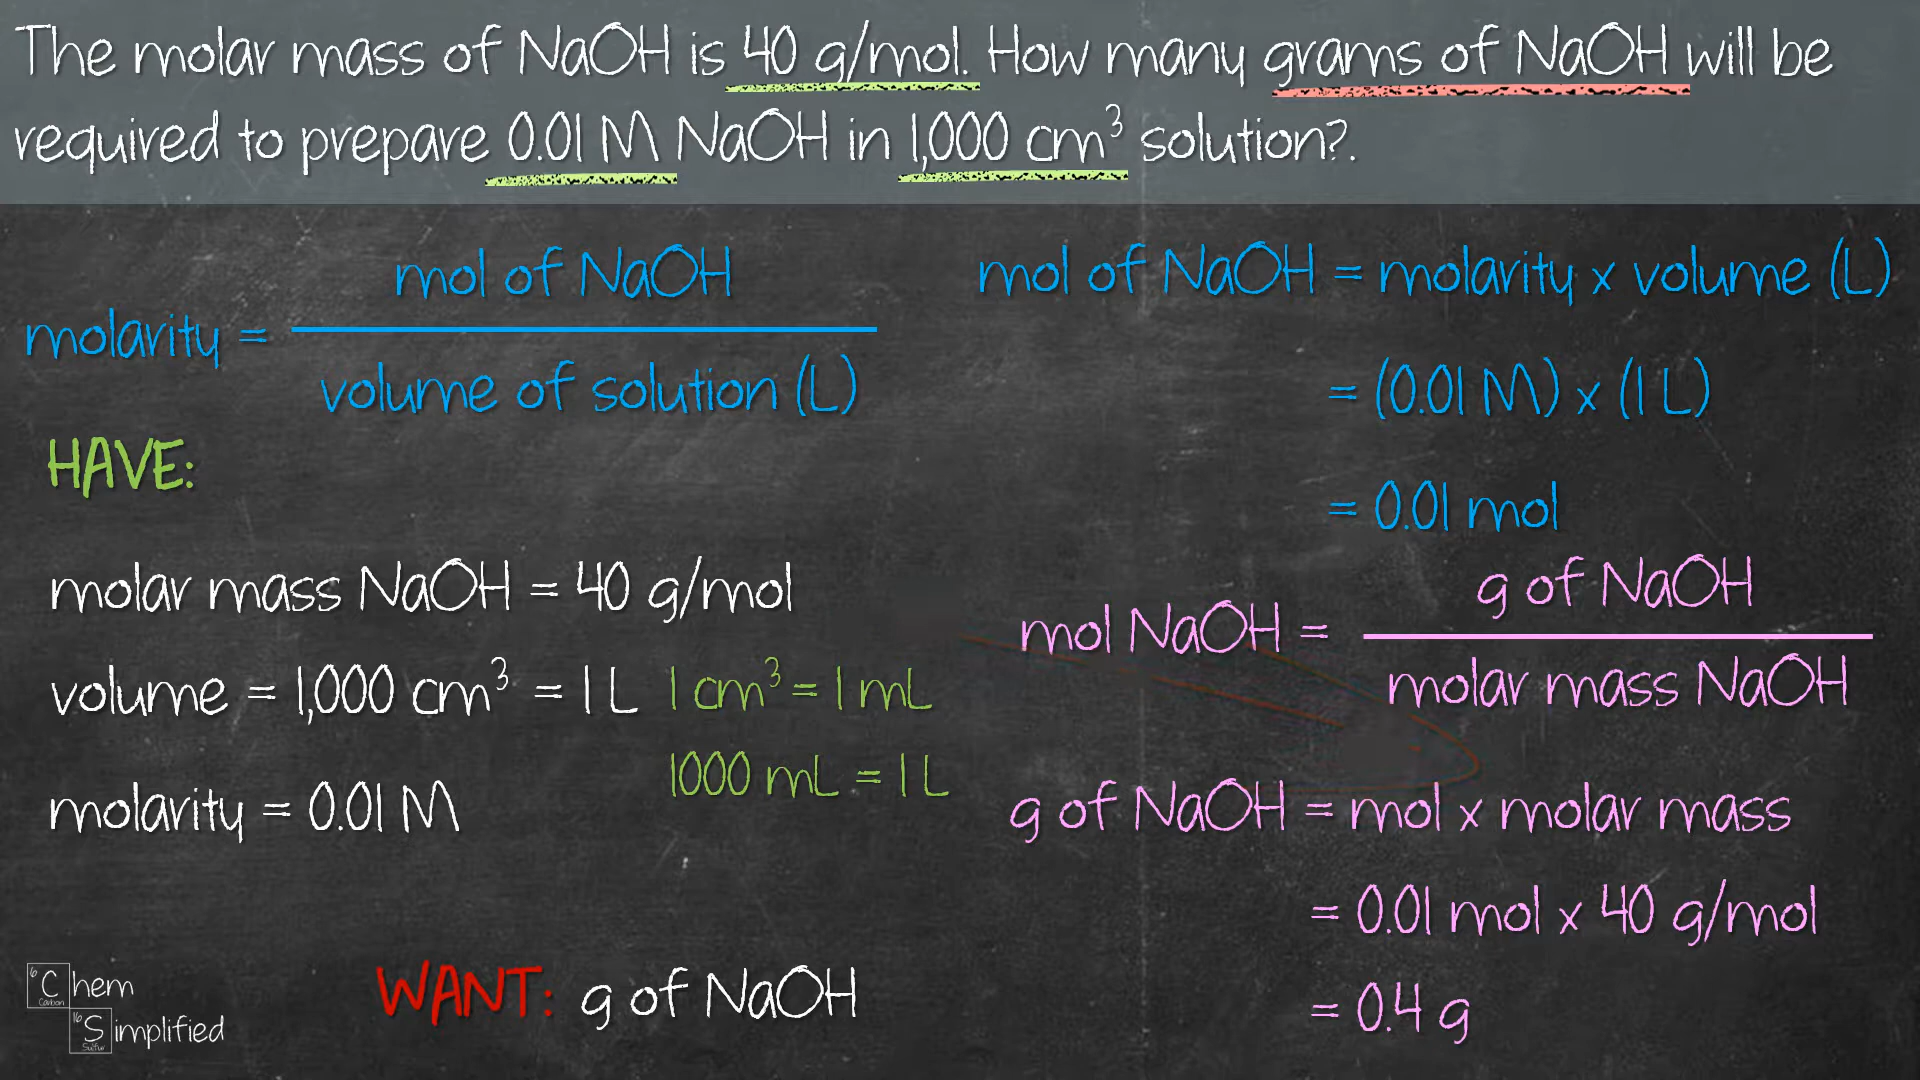 The molar mass of NaOH is 40 g/mol. How many grams of NaOH will be
required to prepare 0.01 M NaOH in 1,000 cm³ solution?.
molarity =
mol of NaOH
volume of solution (L)
HAVE:
molar mass NaOH = 40 g/mol
volume = 1,000 cm³ = 1 L
1 cm³ = 1 mL
1000 mL = 1 L
molarity = 0.01 M
WANT: g of NaOH
mol of NaOH = molarity x volume (L)
= (0.01 M) x (1 L)
= 0.01 mol
mol NaOH =
g of NaOH
molar mass NaOH
g of NaOH = mol x molar mass
= 0.01 mol x 40 g/mol
= 0.4 g
6
Chem
Carbon
16
Simplified
Sulfur